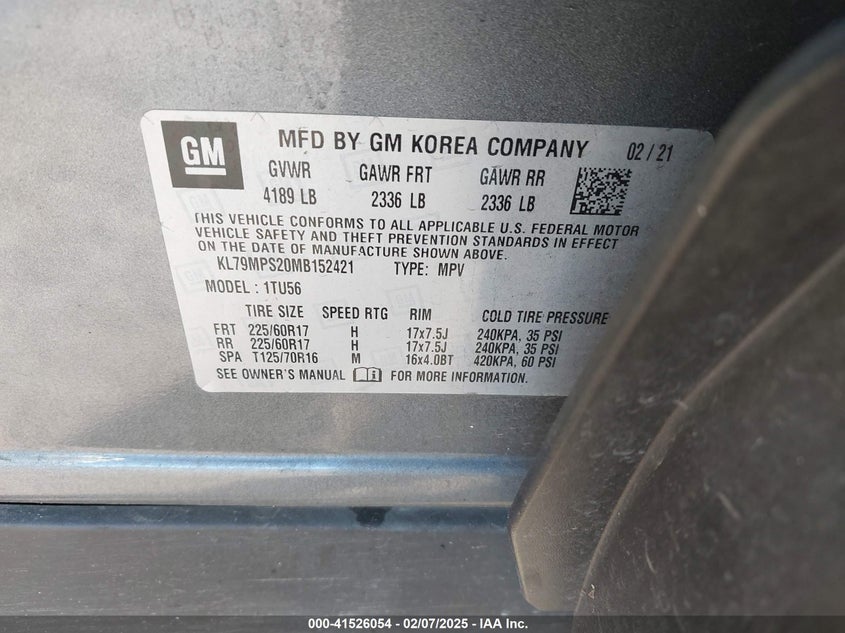 GM
MFD BY GM KOREA COMPANY 02 / 21
GVWR GAWR FRT GAWR RR
4189 LB 2336 LB 2336 LB
THIS VEHICLE CONFORMS TO ALL APPLICABLE U.S. FEDERAL MOTOR
VEHICLE SAFETY AND THEFT PREVENTION STANDARDS IN EFFECT
ON THE DATE OF MANUFACTURE SHOWN ABOVE.
KL79MPS20MB152421 TYPE: MPV
MODEL : 1TU56
TIRE SIZE SPEED RTG RIM COLD TIRE PRESSURE
FRT 225/60R17 H 17x7.5J 240KPA, 35 PSI
RR 225/60R17 H 17x7.5J 240KPA, 35 PSI
SPA T125/70R16 M 16x4.0BT 420KPA, 60 PSI
SEE OWNER'S MANUAL FOR MORE INFORMATION.
000-41526054 — 02/07/2025 — IAA Inc.